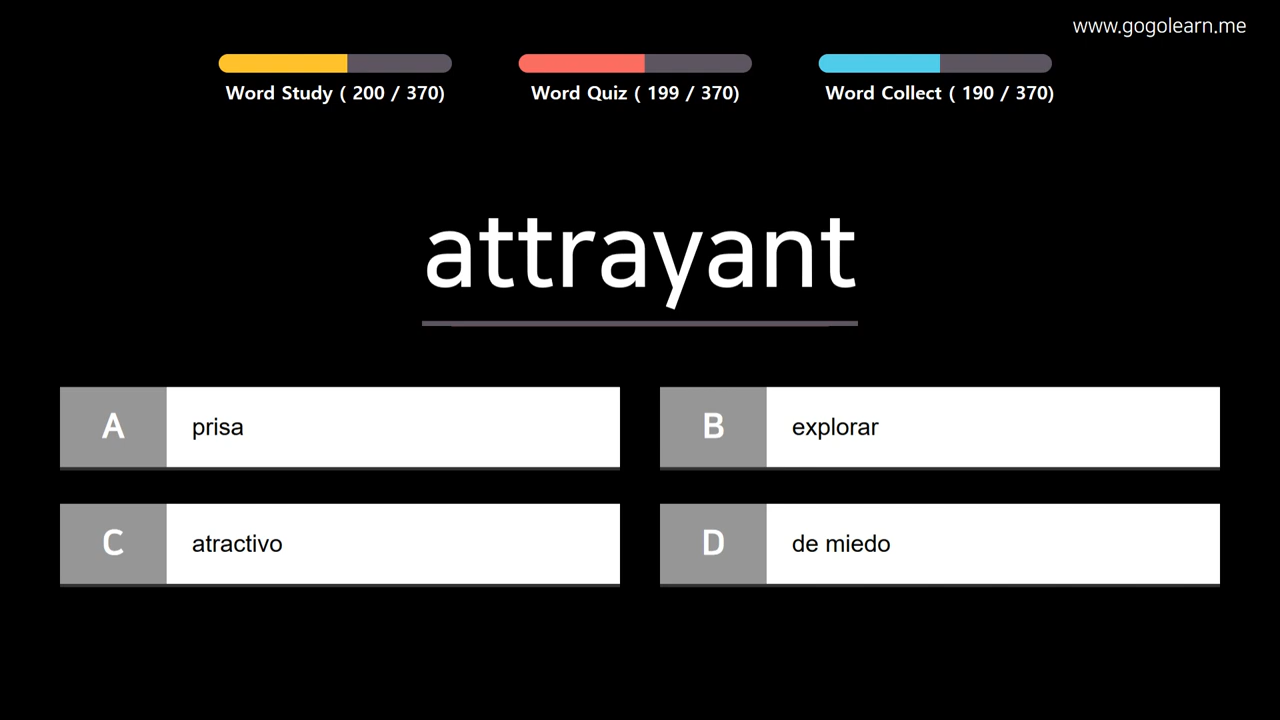 www.gogolearn.me
Word Study ( 200 / 370)
Word Quiz ( 199 / 370)
Word Collect ( 190 / 370)
attrayant
A prisa
B explorar
C atractivo
D de miedo